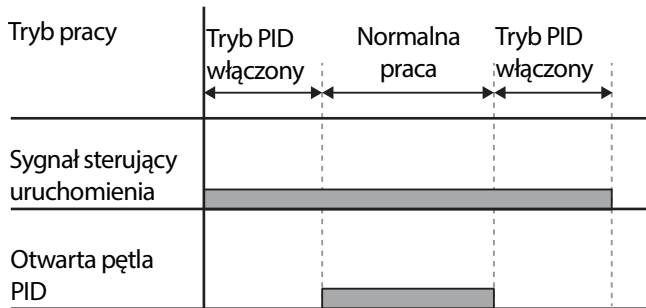 Tryb pracy
Tryb PID
włączony
Normalna
praca
Tryb PID
włączony
Sygnał sterujący
uruchomienia
Otwarta pętla
PID